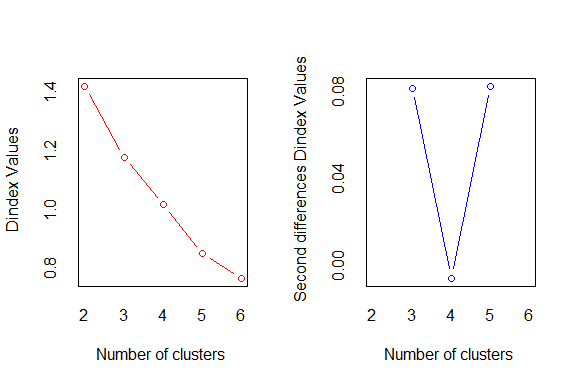 Dindex Values
1.4
1.2
1.0
0.8
2 3 4 5 6
Number of clusters
Second differences Dindex Values
0.08
0.04
0.00
2 3 4 5 6
Number of clusters